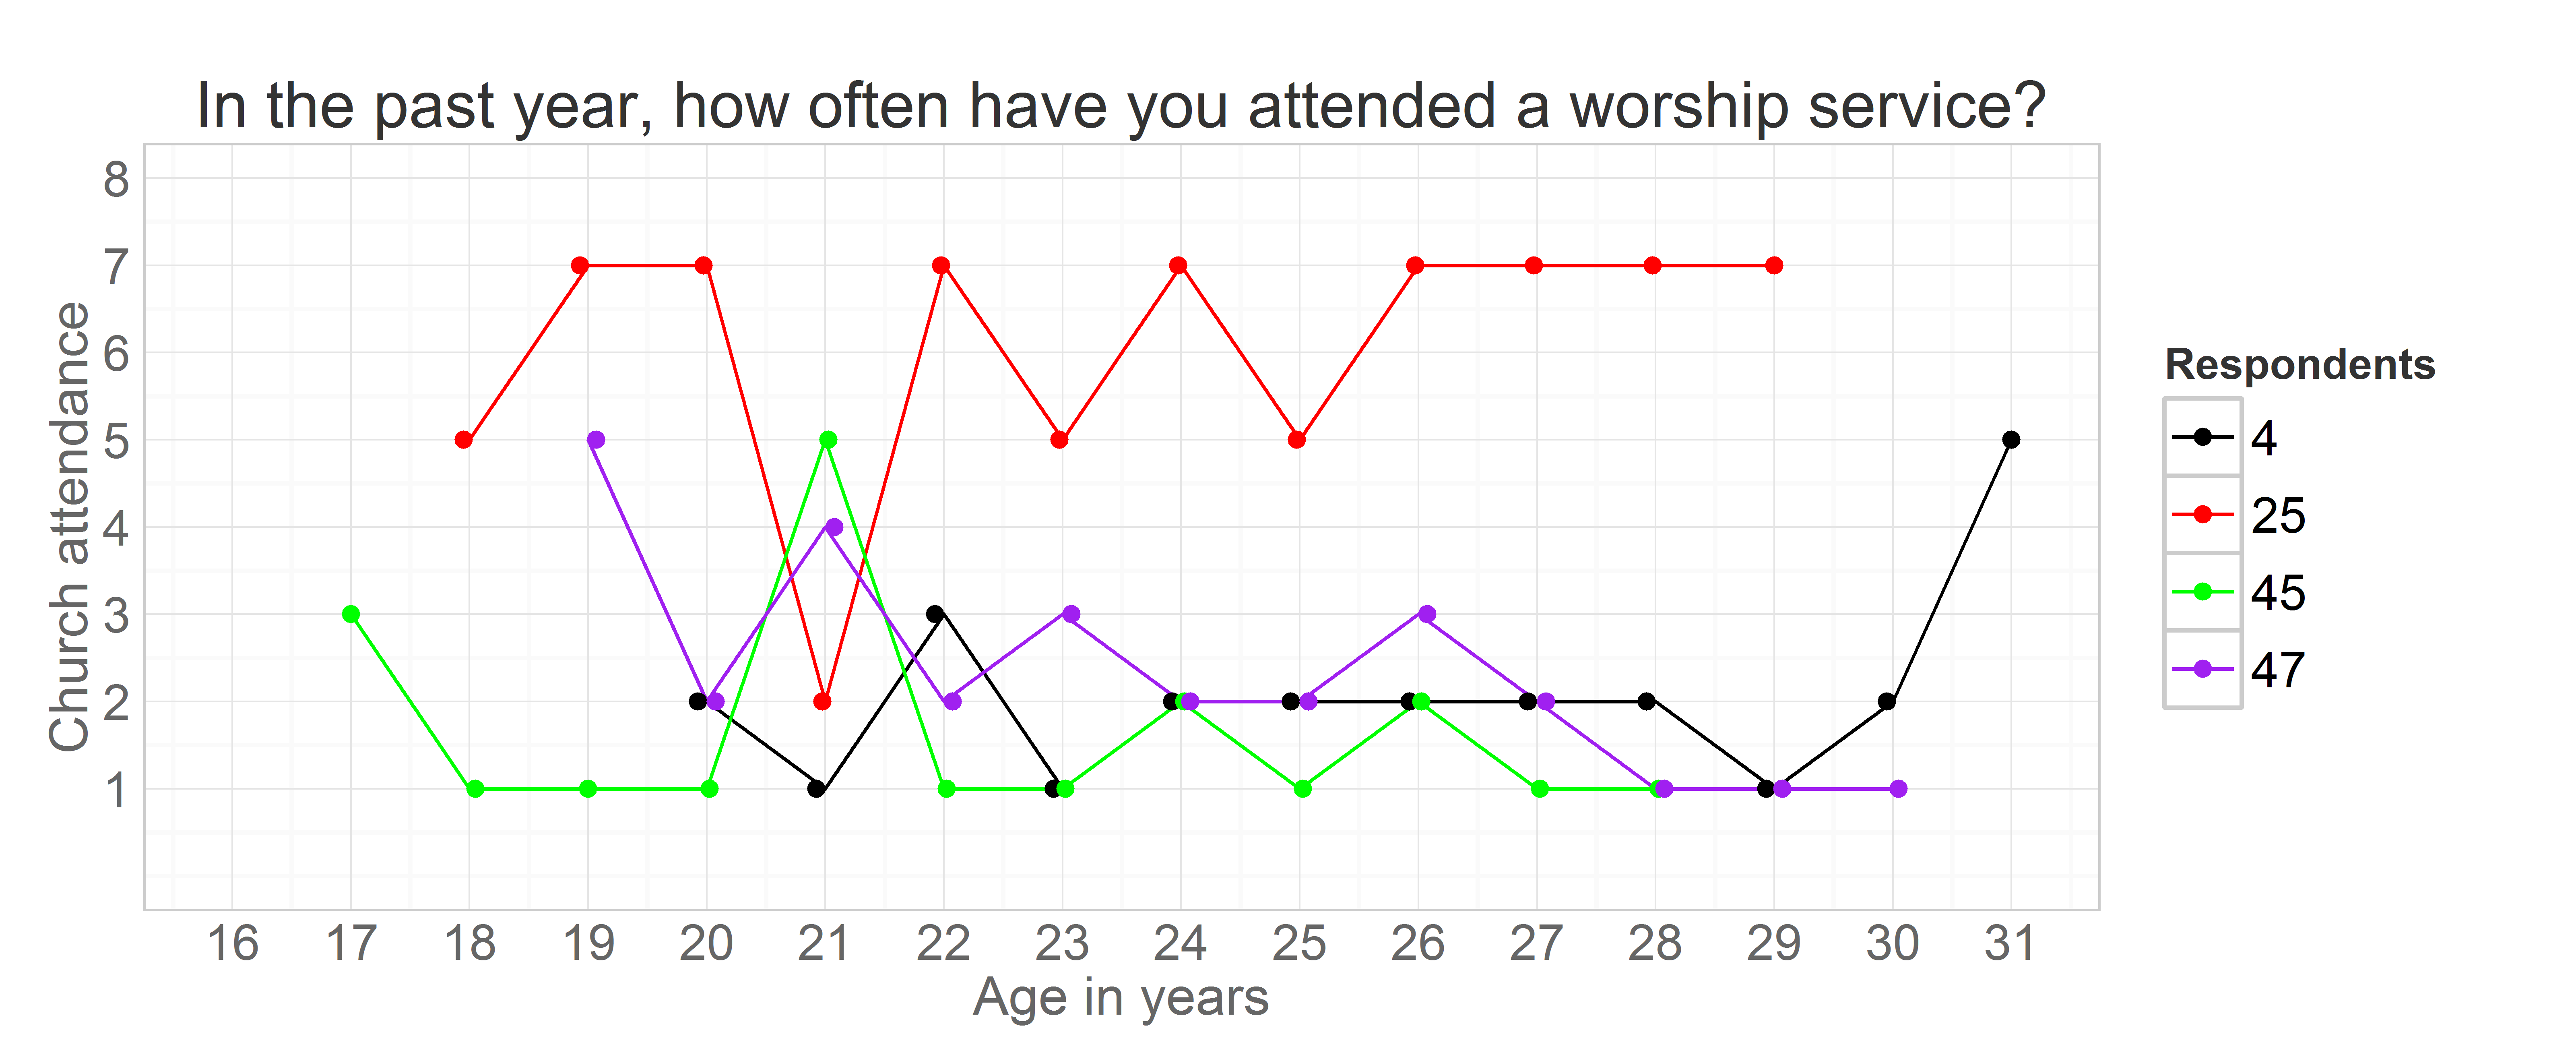 In the past year, how often have you attended a worship service?
Church attendance
8
7
6
5
4
3
2
1
16 17 18 19 20 21 22 23 24 25 26 27 28 29 30 31
Age in years
Respondents
4
25
45
47